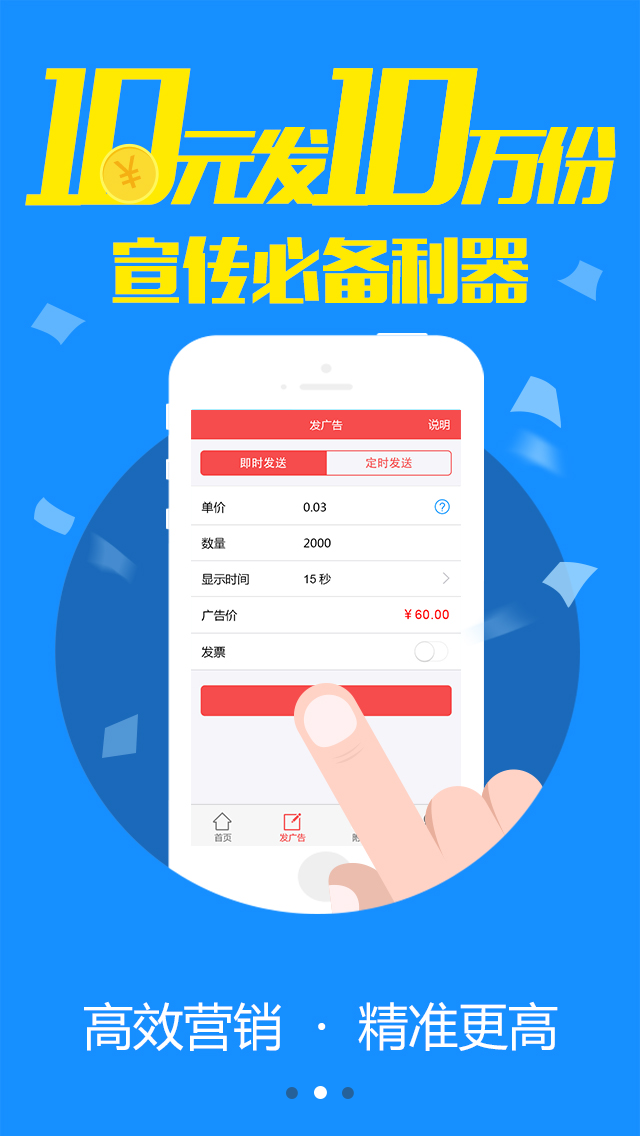 10元发10万份
宣传必备利器
发广告 说明
即时发送 定时发送
单价 0.03 ?
数量 2000
显示时间 15 秒
广告价 ¥60.00
发票
首页 发广告
高效营销 · 精准更高